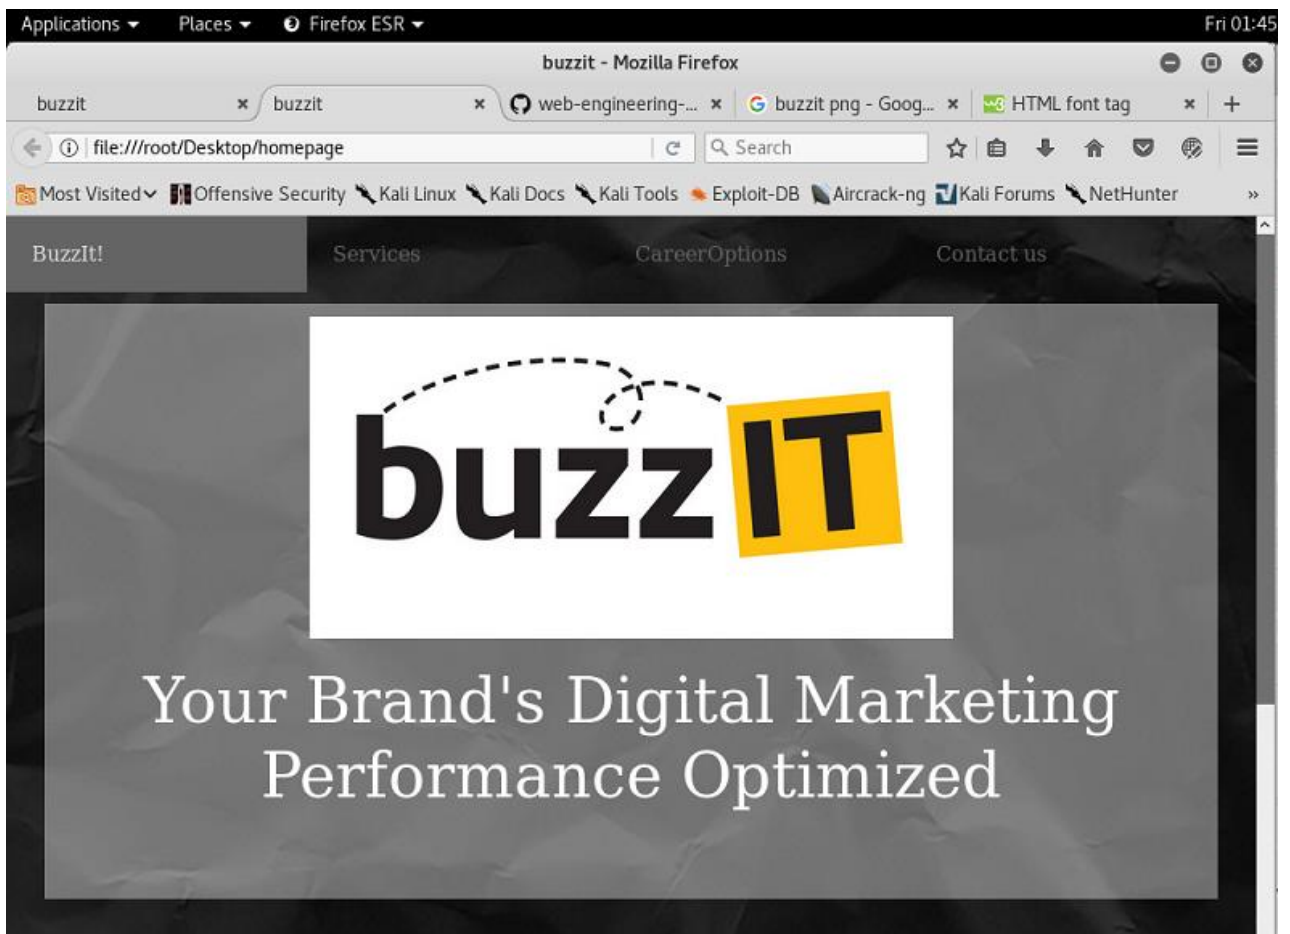 Applications Places Firefox ESR Fri 01:45
buzzit - Mozilla Firefox
buzzit buzzit web-engineering-... buzzit png - Goog... HTML font tag
file:///root/Desktop/homepage Search
Most Visited Offensive Security Kali Linux Kali Docs Kali Tools Exploit-DB Aircrack-ng Kali Forums NetHunter »
BuzzIt! Services CareerOptions Contact us
buzzIT
Your Brand's Digital Marketing
Performance Optimized